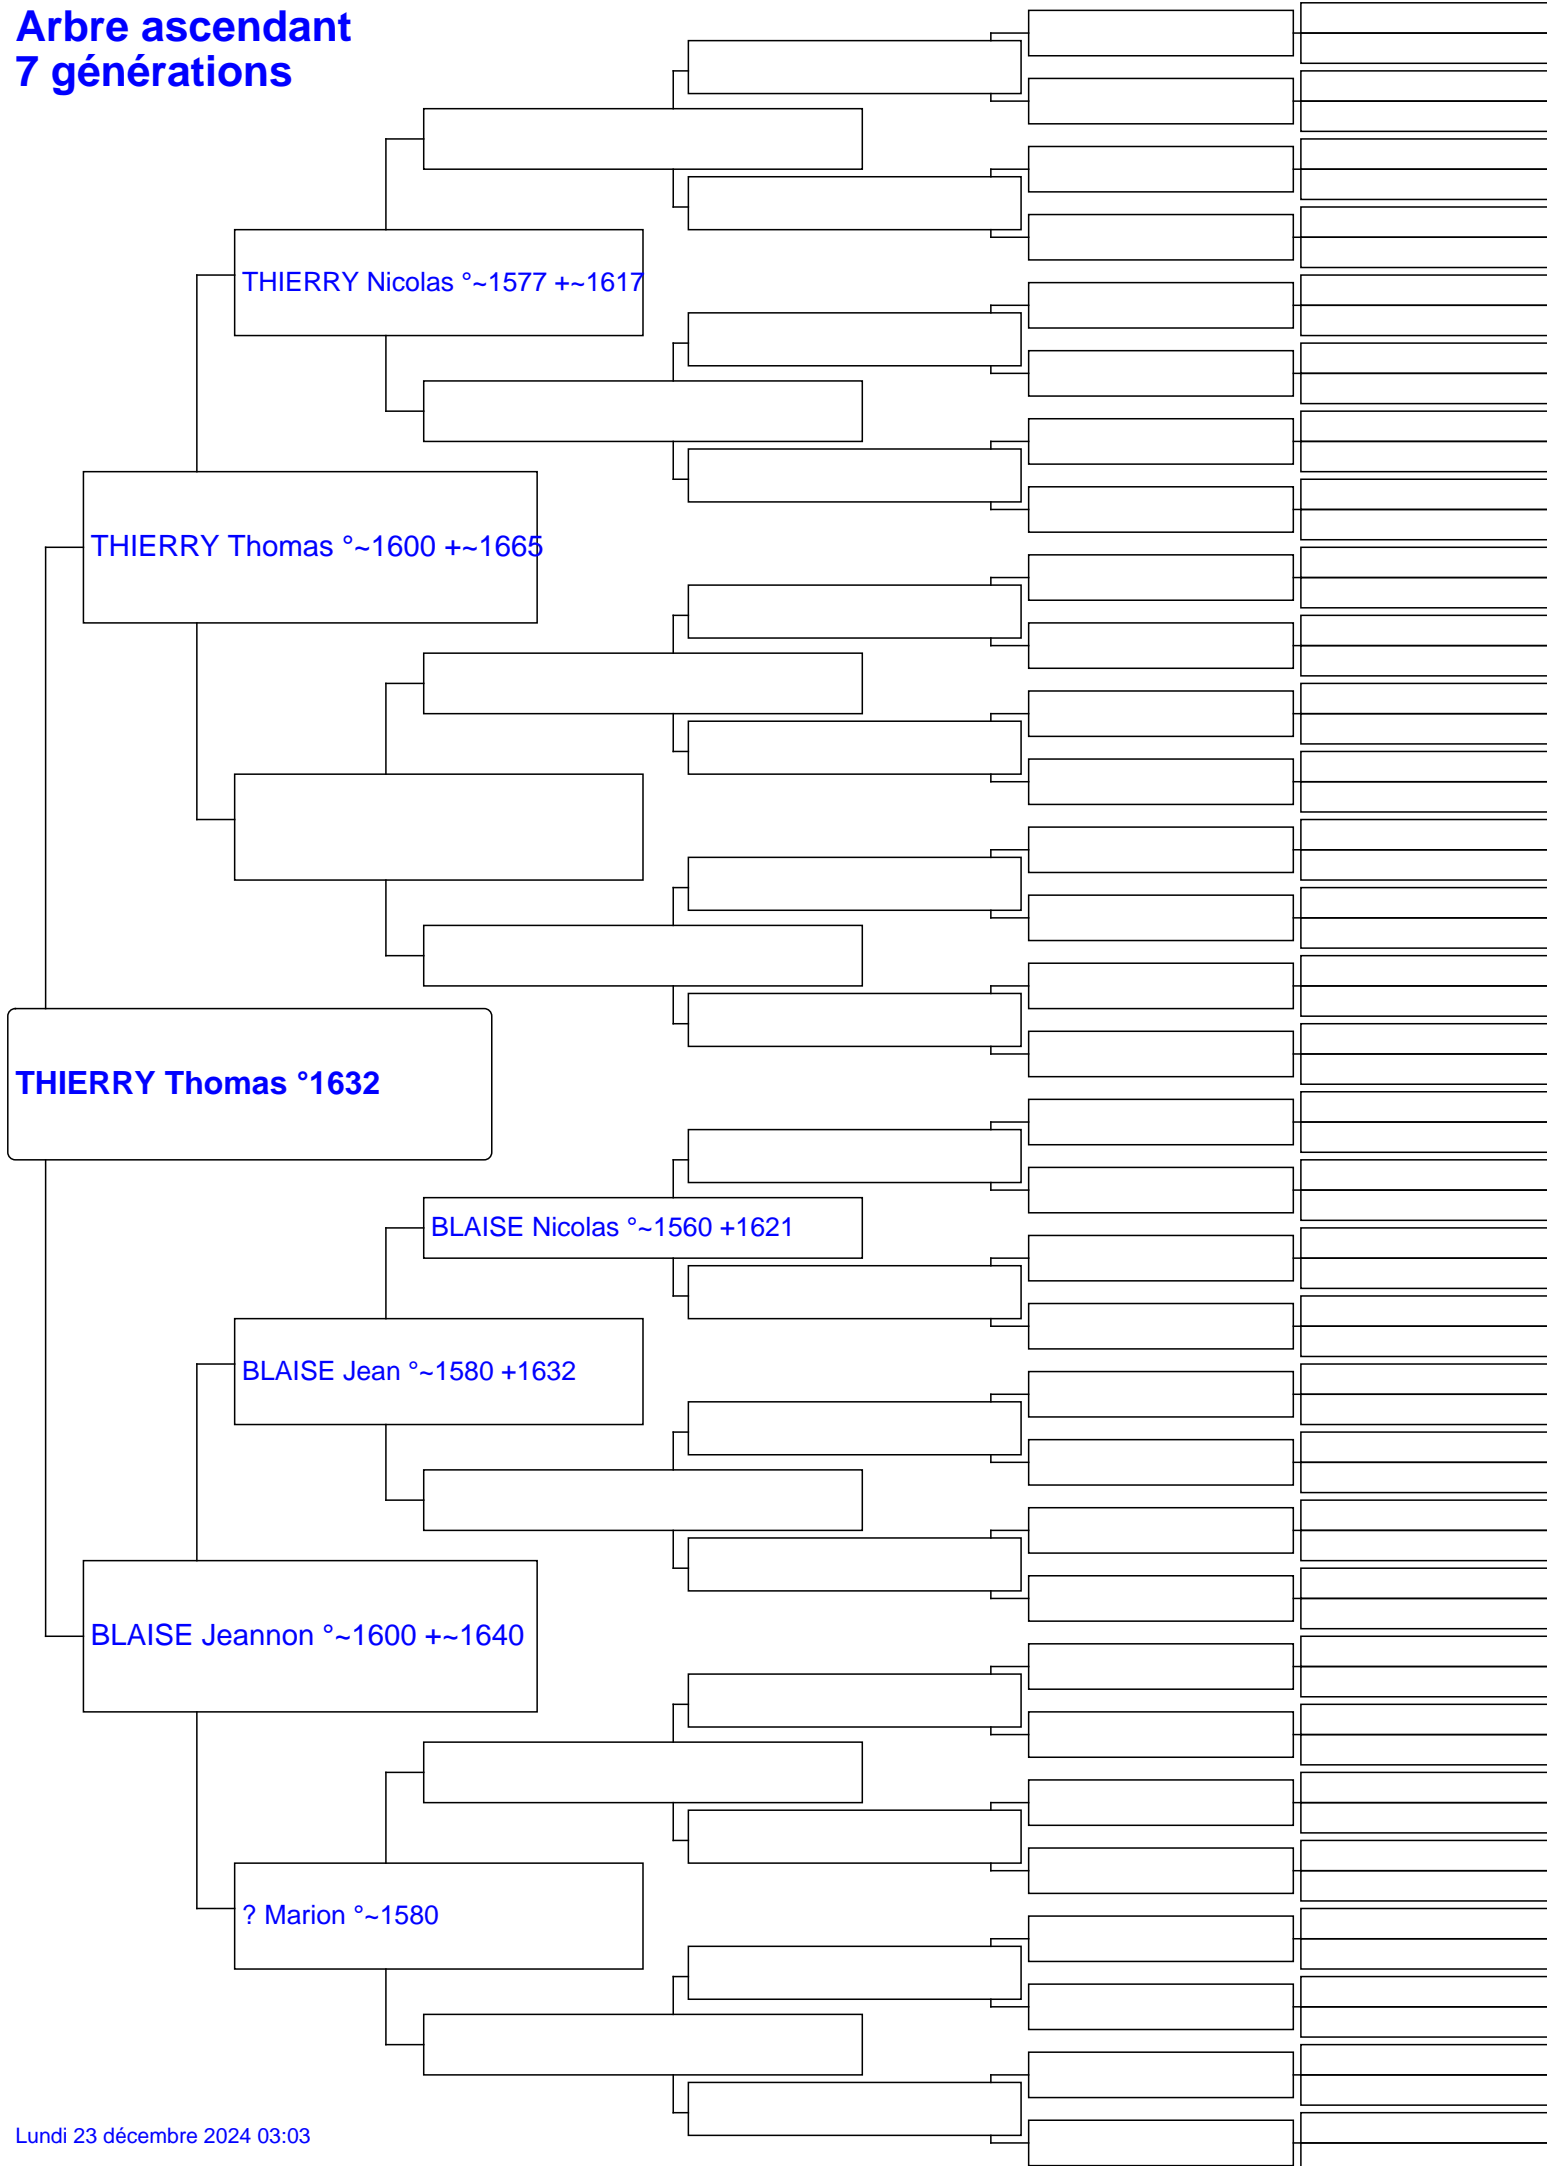 Arbre ascendant
7 générations
THIERRY Nicolas °~1577 +~1617
THIERRY Thomas °~1600 +~1665
THIERRY Thomas °1632
BLAISE Nicolas °~1560 +1621
BLAISE Jean °~1580 +1632
BLAISE Jeannon °~1600 +~1640
? Marion °~1580
Lundi 23 décembre 2024 03:03